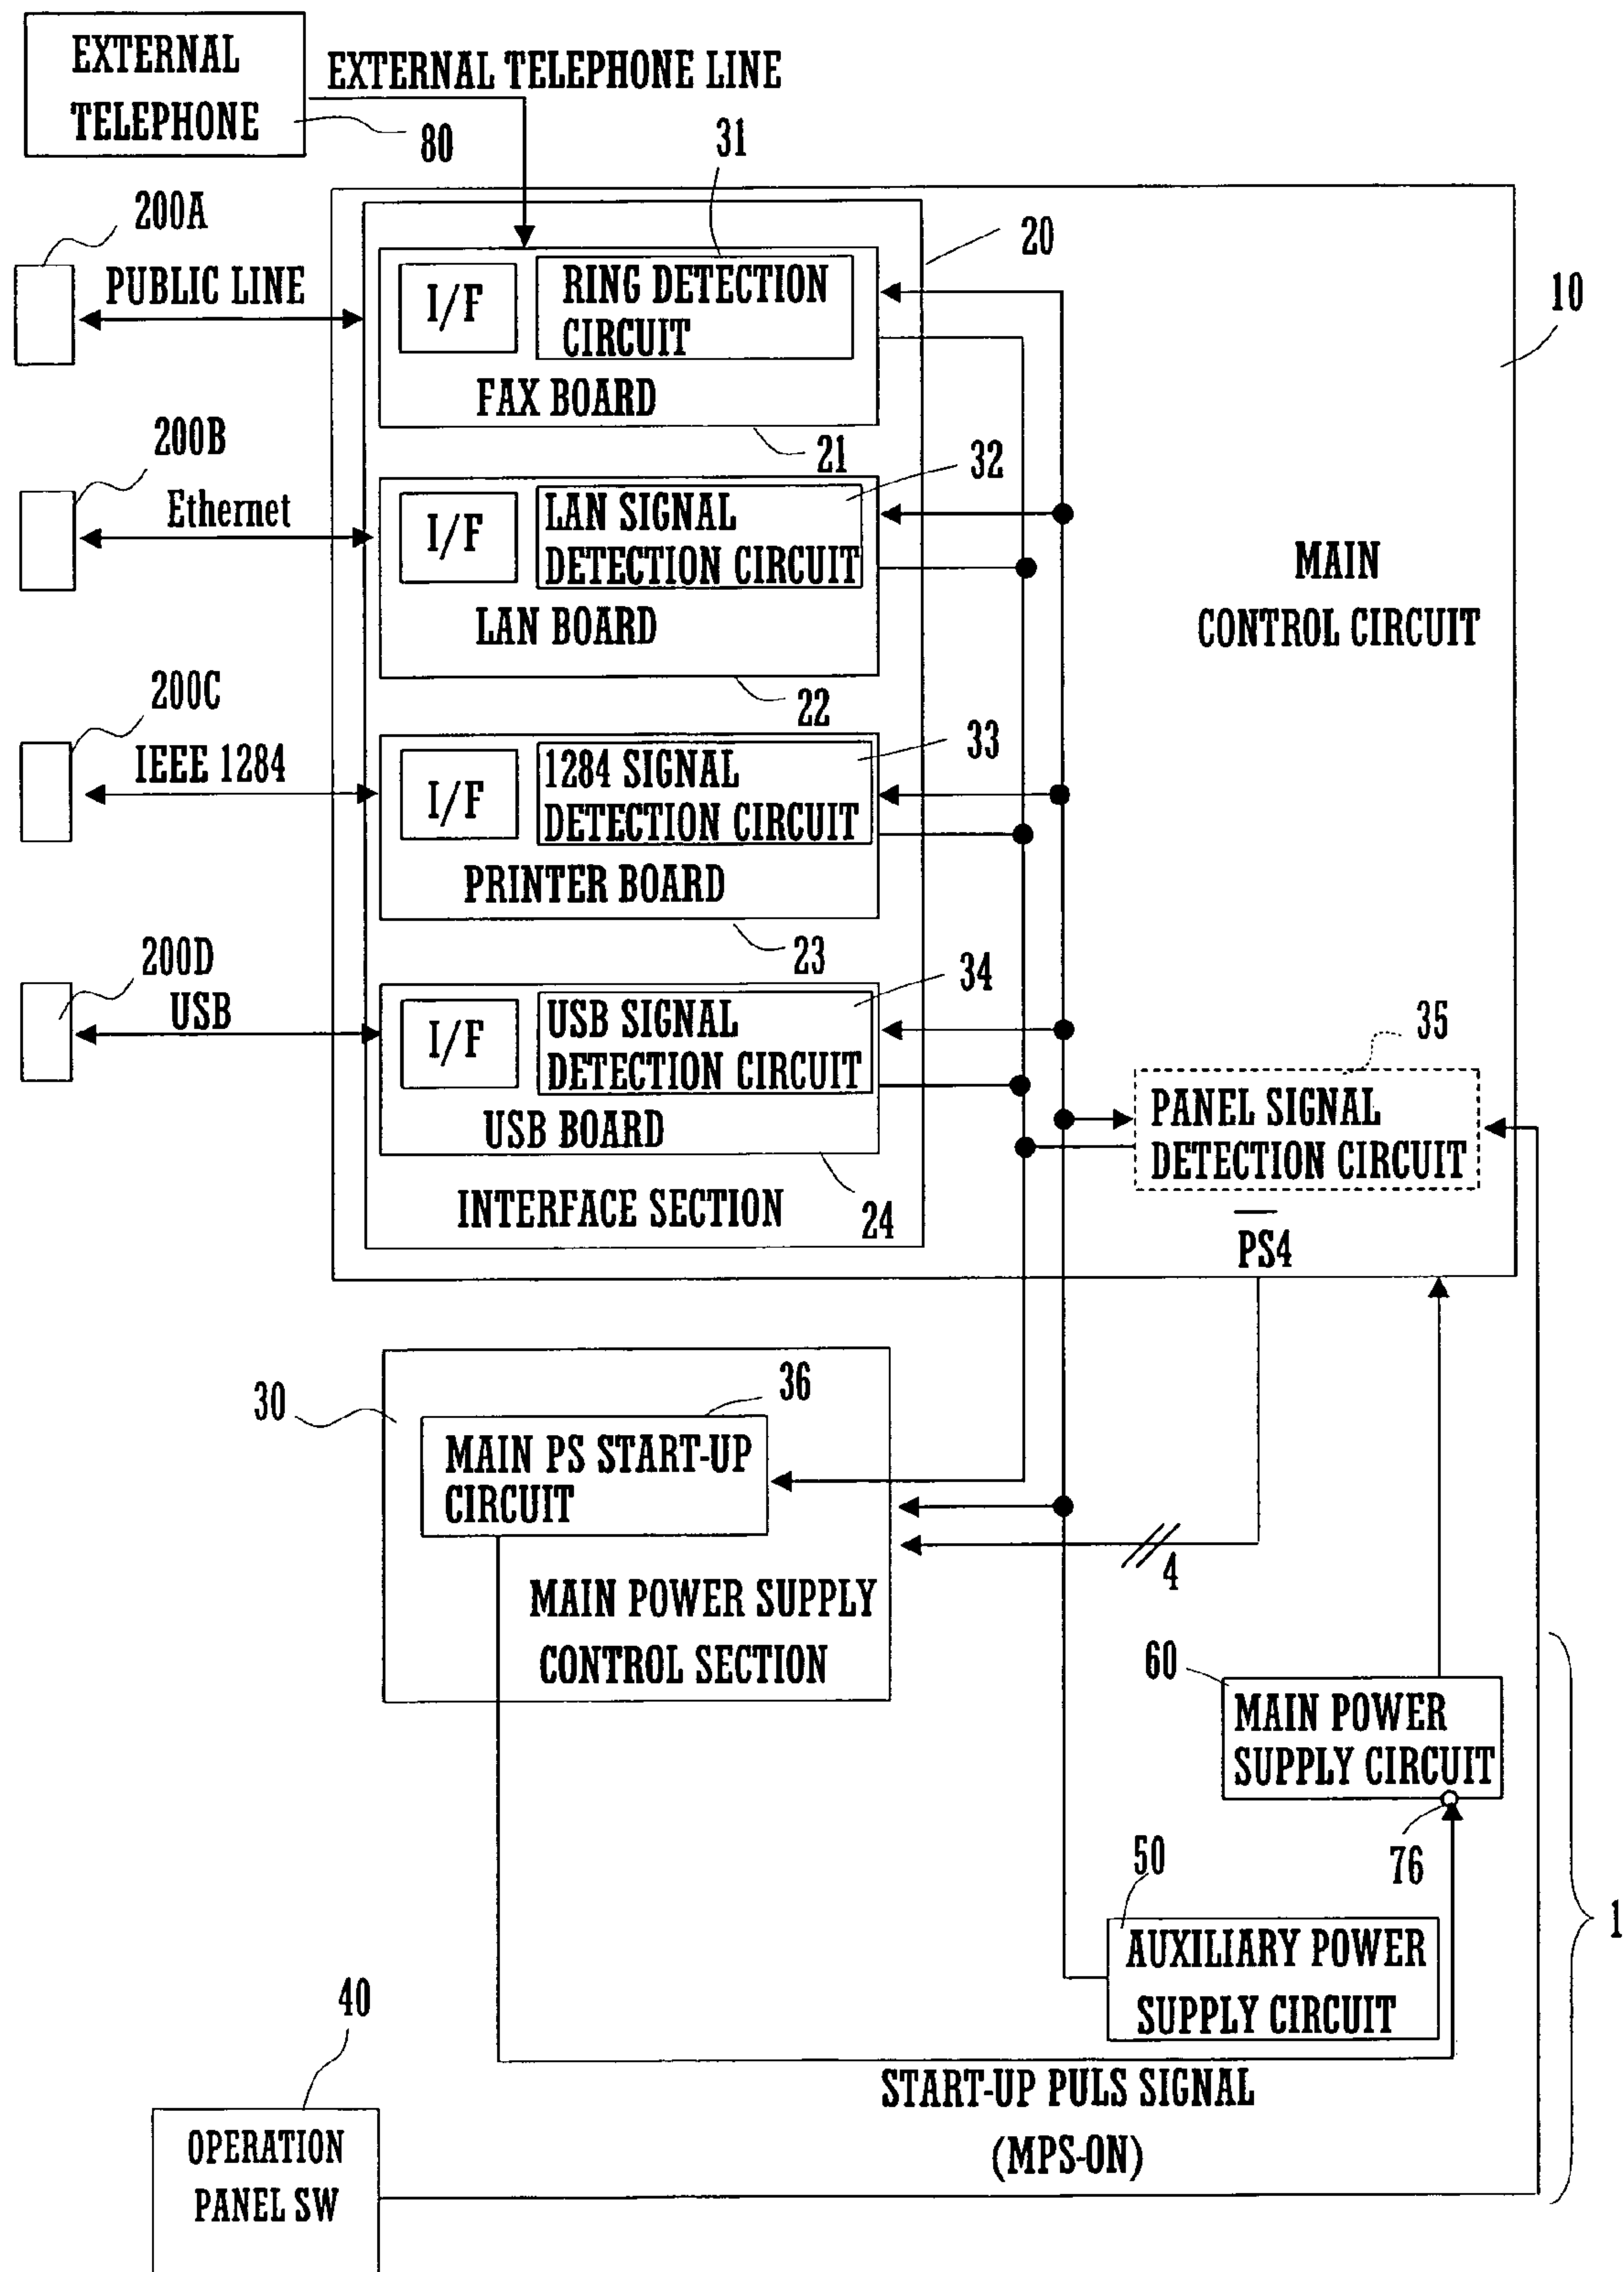 EXTERNAL
TELEPHONE
EXTERNAL TELEPHONE LINE
80
31
200A
PUBLIC LINE
20
10
I/F
RING DETECTION
CIRCUIT
FAX BOARD
21
200B
Ethernet
32
I/F
LAN SIGNAL
DETECTION CIRCUIT
LAN BOARD
22
MAIN
CONTROL CIRCUIT
200C
IEEE 1284
33
I/F
1284 SIGNAL
DETECTION CIRCUIT
PRINTER BOARD
23
200D
USB
34
I/F
USB SIGNAL
DETECTION CIRCUIT
USB BOARD
24
INTERFACE SECTION
35
PANEL SIGNAL
DETECTION CIRCUIT
PS4
30
36
MAIN PS START-UP
CIRCUIT
4
MAIN POWER SUPPLY
CONTROL SECTION
60
MAIN POWER
SUPPLY CIRCUIT
76
50
AUXILIARY POWER
SUPPLY CIRCUIT
1
40
START-UP PULS SIGNAL
(MPS-ON)
OPERATION
PANEL SW